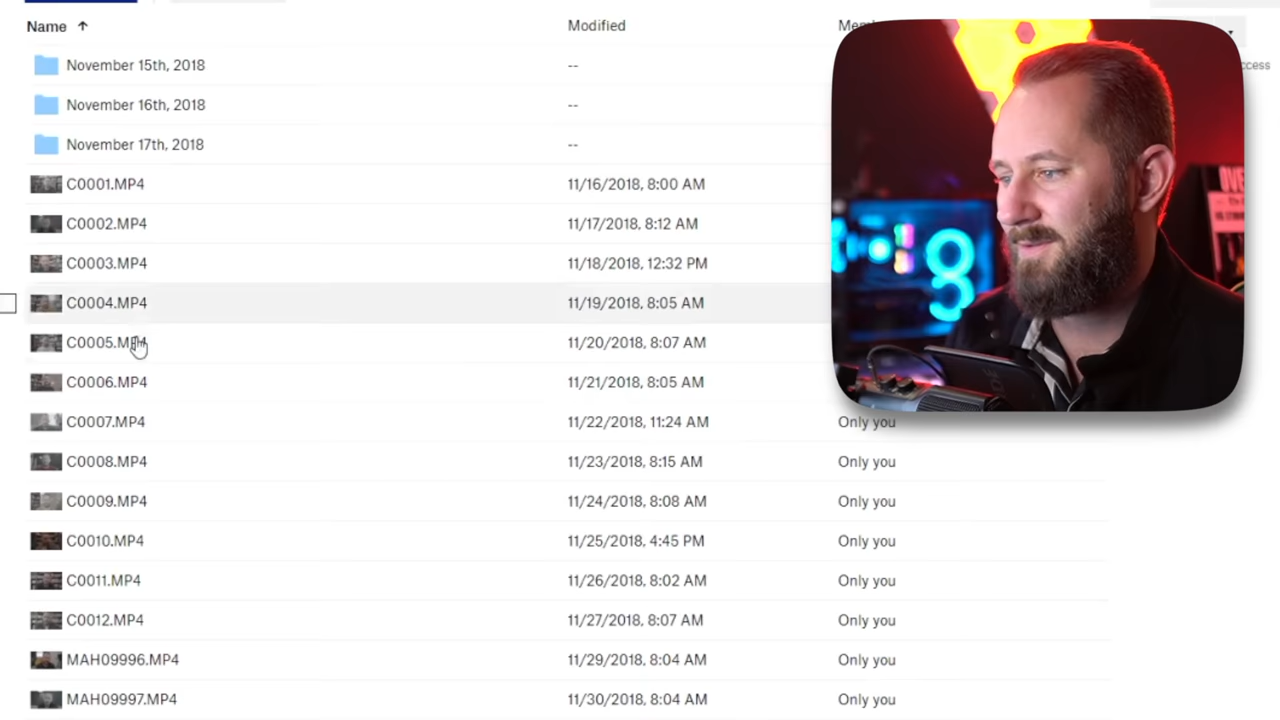 Name ↑ Modified
ccess
November 15th, 2018 --
November 16th, 2018 --
November 17th, 2018 --
C0001.MP4 11/16/2018, 8:00 AM
C0002.MP4 11/17/2018, 8:12 AM
C0003.MP4 11/18/2018, 12:32 PM
C0004.MP4 11/19/2018, 8:05 AM
C0005.MP4 11/20/2018, 8:07 AM
C0006.MP4 11/21/2018, 8:05 AM
C0007.MP4 11/22/2018, 11:24 AM Only you
C0008.MP4 11/23/2018, 8:15 AM Only you
C0009.MP4 11/24/2018, 8:08 AM Only you
C0010.MP4 11/25/2018, 4:45 PM Only you
C0011.MP4 11/26/2018, 8:02 AM Only you
C0012.MP4 11/27/2018, 8:07 AM Only you
MAH09996.MP4 11/29/2018, 8:04 AM Only you
MAH09997.MP4 11/30/2018, 8:04 AM Only you